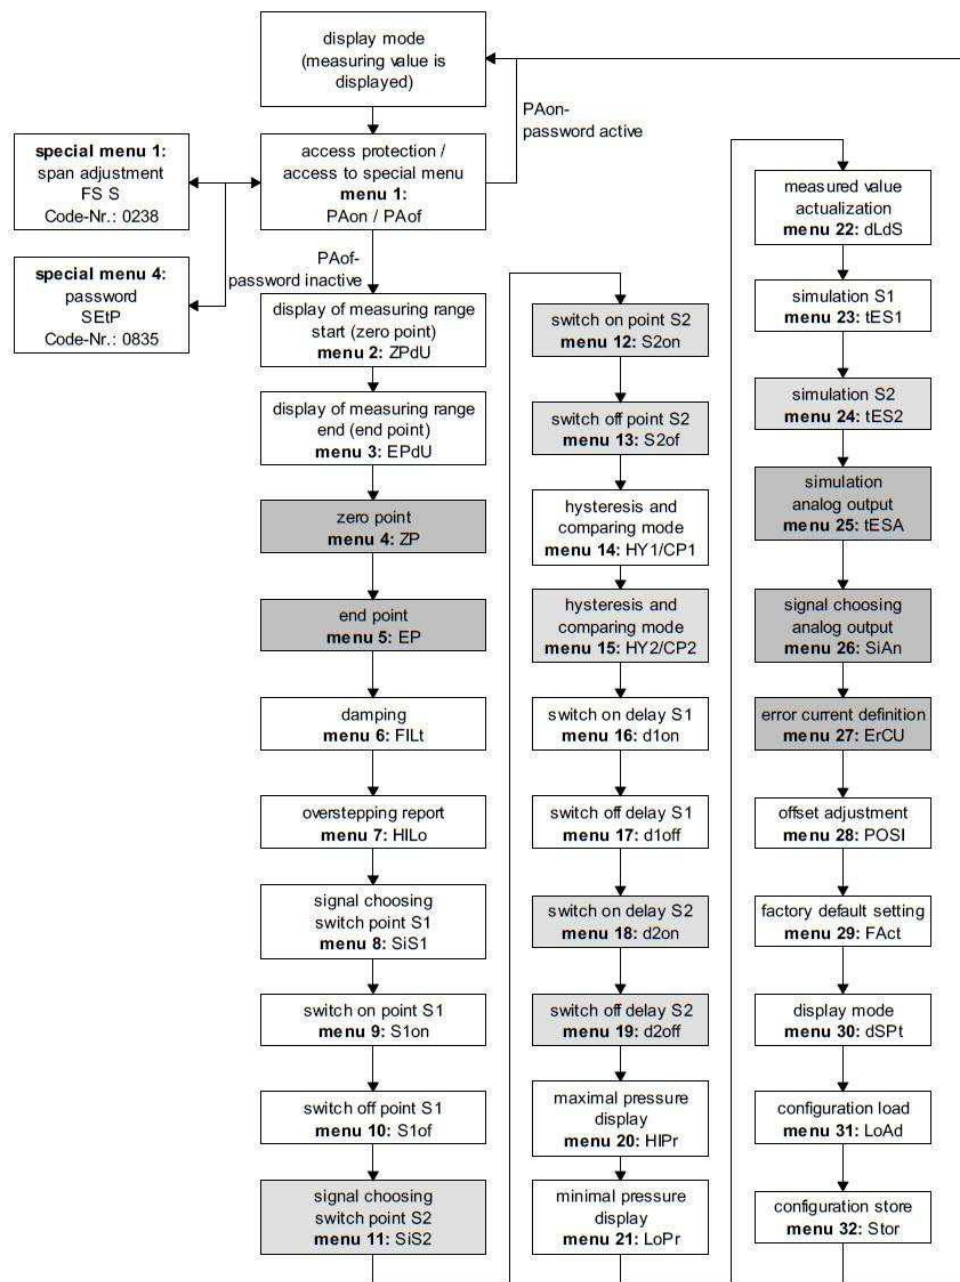 display mode
(measuring value is
displayed)
PAon-
password active
special menu 1:
span adjustment
FS S
Code-Nr.: 0238
access protection /
access to special menu
menu 1:
PAon / PAof
special menu 4:
password
SEtP
Code-Nr.: 0835
PAof-
password inactive
display of measuring range
start (zero point)
menu 2: ZPdU
display of measuring range
end (end point)
menu 3: EPdU
zero point
menu 4: ZP
end point
menu 5: EP
damping
menu 6: FILt
overstepping report
menu 7: HILo
signal choosing
switch point S1
menu 8: SiS1
switch on point S1
menu 9: S1on
switch off point S1
menu 10: S1of
signal choosing
switch point S2
menu 11: SiS2
switch on point S2
menu 12: S2on
switch off point S2
menu 13: S2of
hysteresis and
comparing mode
menu 14: HY1/CP1
hysteresis and
comparing mode
menu 15: HY2/CP2
switch on delay S1
menu 16: d1on
switch off delay S1
menu 17: d1off
switch on delay S2
menu 18: d2on
switch off delay S2
menu 19: d2off
maximal pressure
display
menu 20: HIPr
minimal pressure
display
menu 21: LoPr
measured value
actualization
menu 22: dLdS
simulation S1
menu 23: tES1
simulation S2
menu 24: tES2
simulation
analog output
menu 25: tESA
signal choosing
analog output
menu 26: SiAn
error current definition
menu 27: ErCU
offset adjustment
menu 28: POSI
factory default setting
menu 29: FAct
display mode
menu 30: dSPt
configuration load
menu 31: LoAd
configuration store
menu 32: Stor